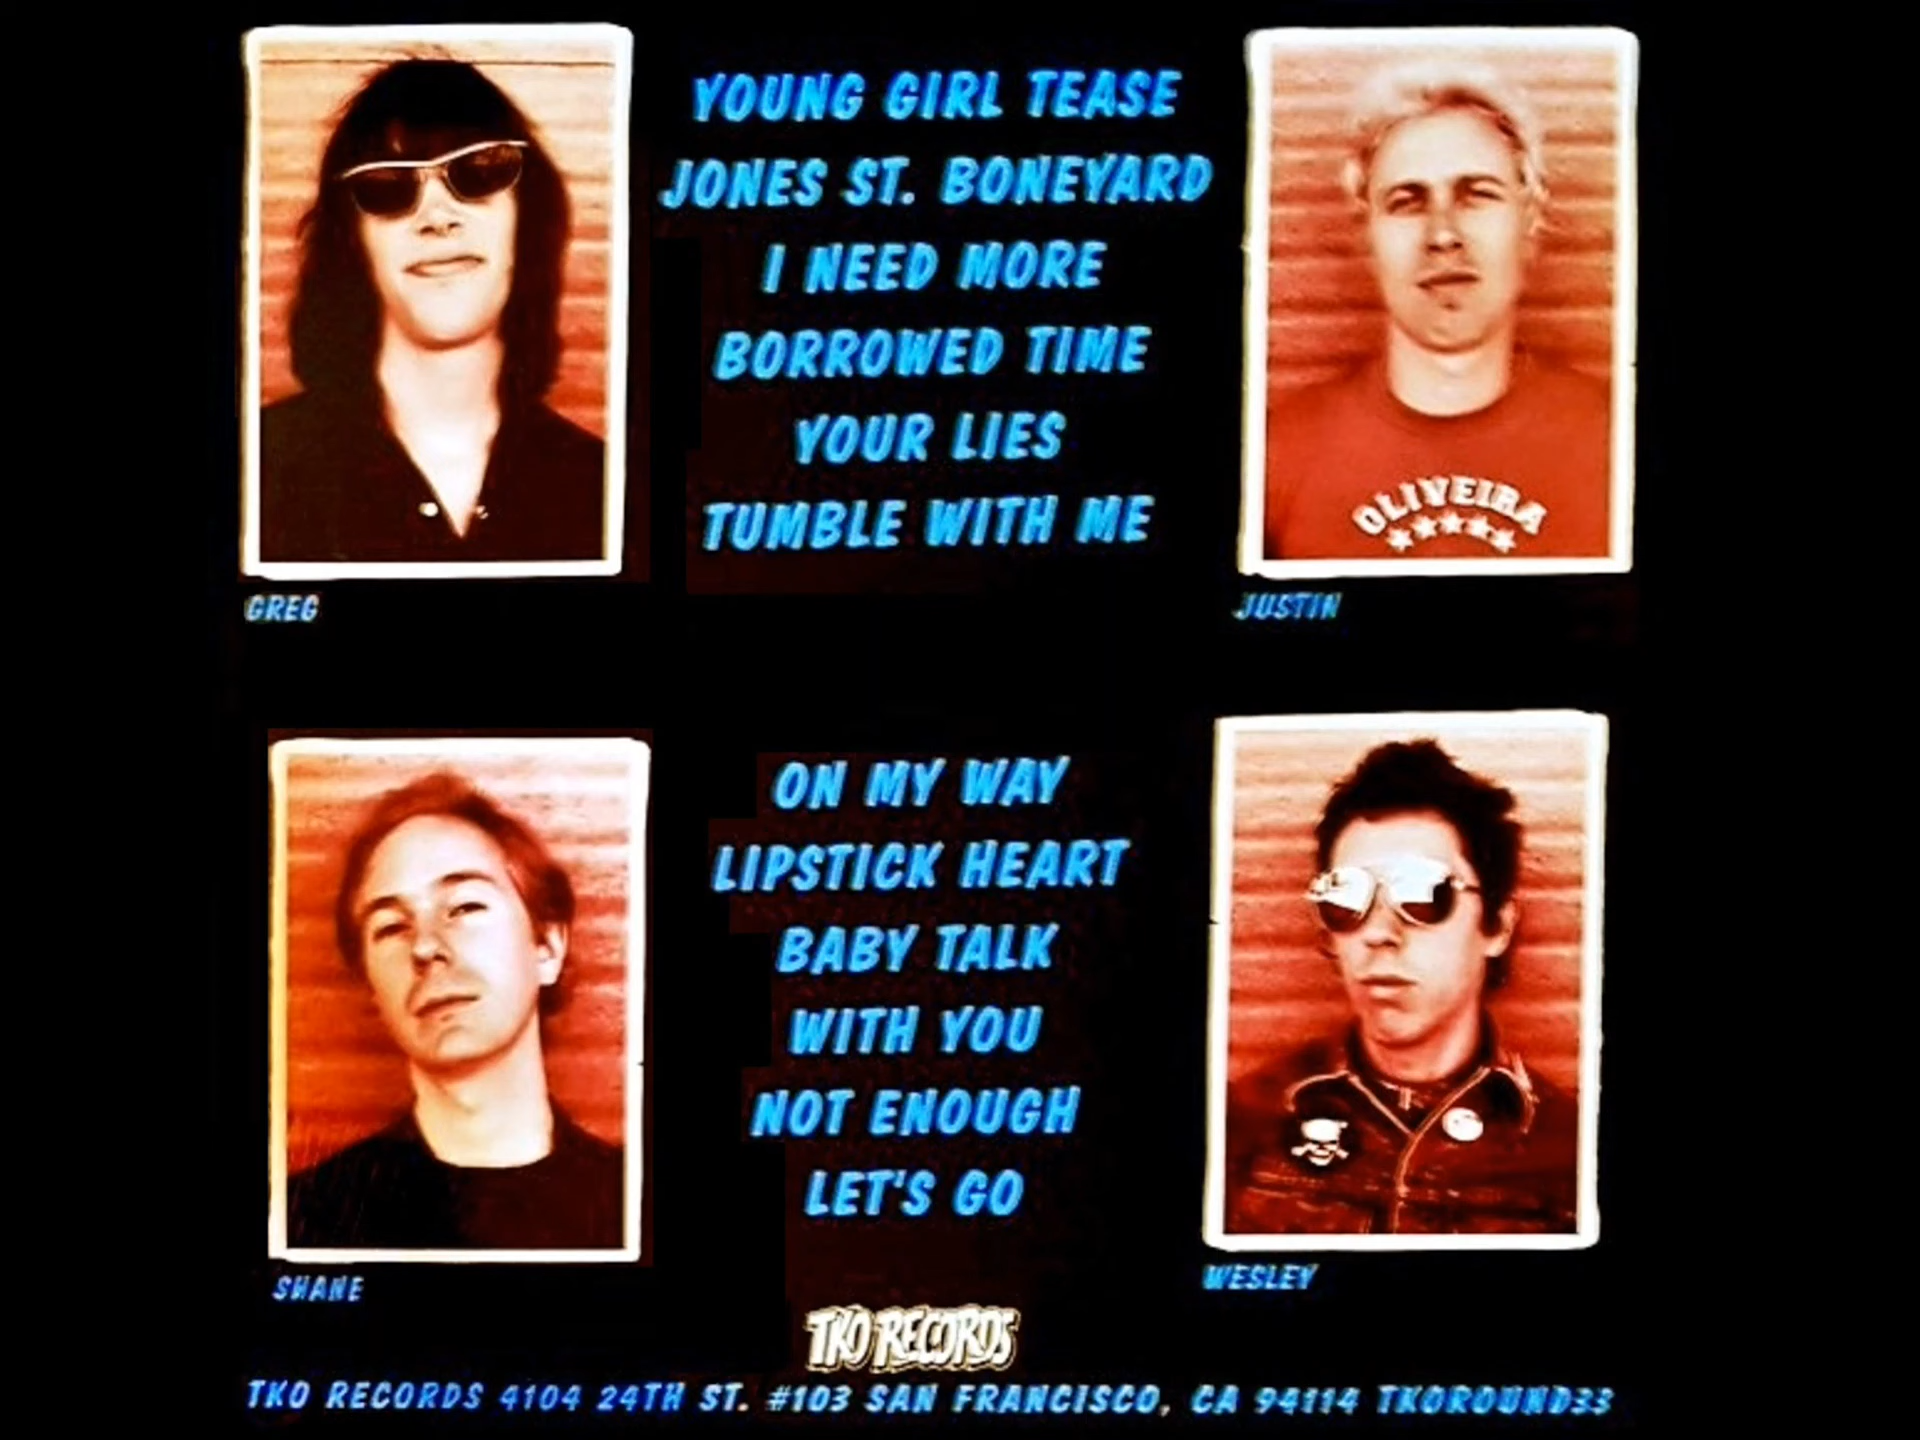 YOUNG GIRL TEASE
JONES ST. BONEYARD
I NEED MORE
BORROWED TIME
YOUR LIES
TUMBLE WITH ME
OLIVEIRA
GREG
JUSTIN
ON MY WAY
LIPSTICK HEART
BABY TALK
WITH YOU
NOT ENOUGH
LET'S GO
SHANE
WESLEY
TKO RECORDS
TKO RECORDS 4104 24TH ST. #103 SAN FRANCISCO, CA 94114 TKOROUND33